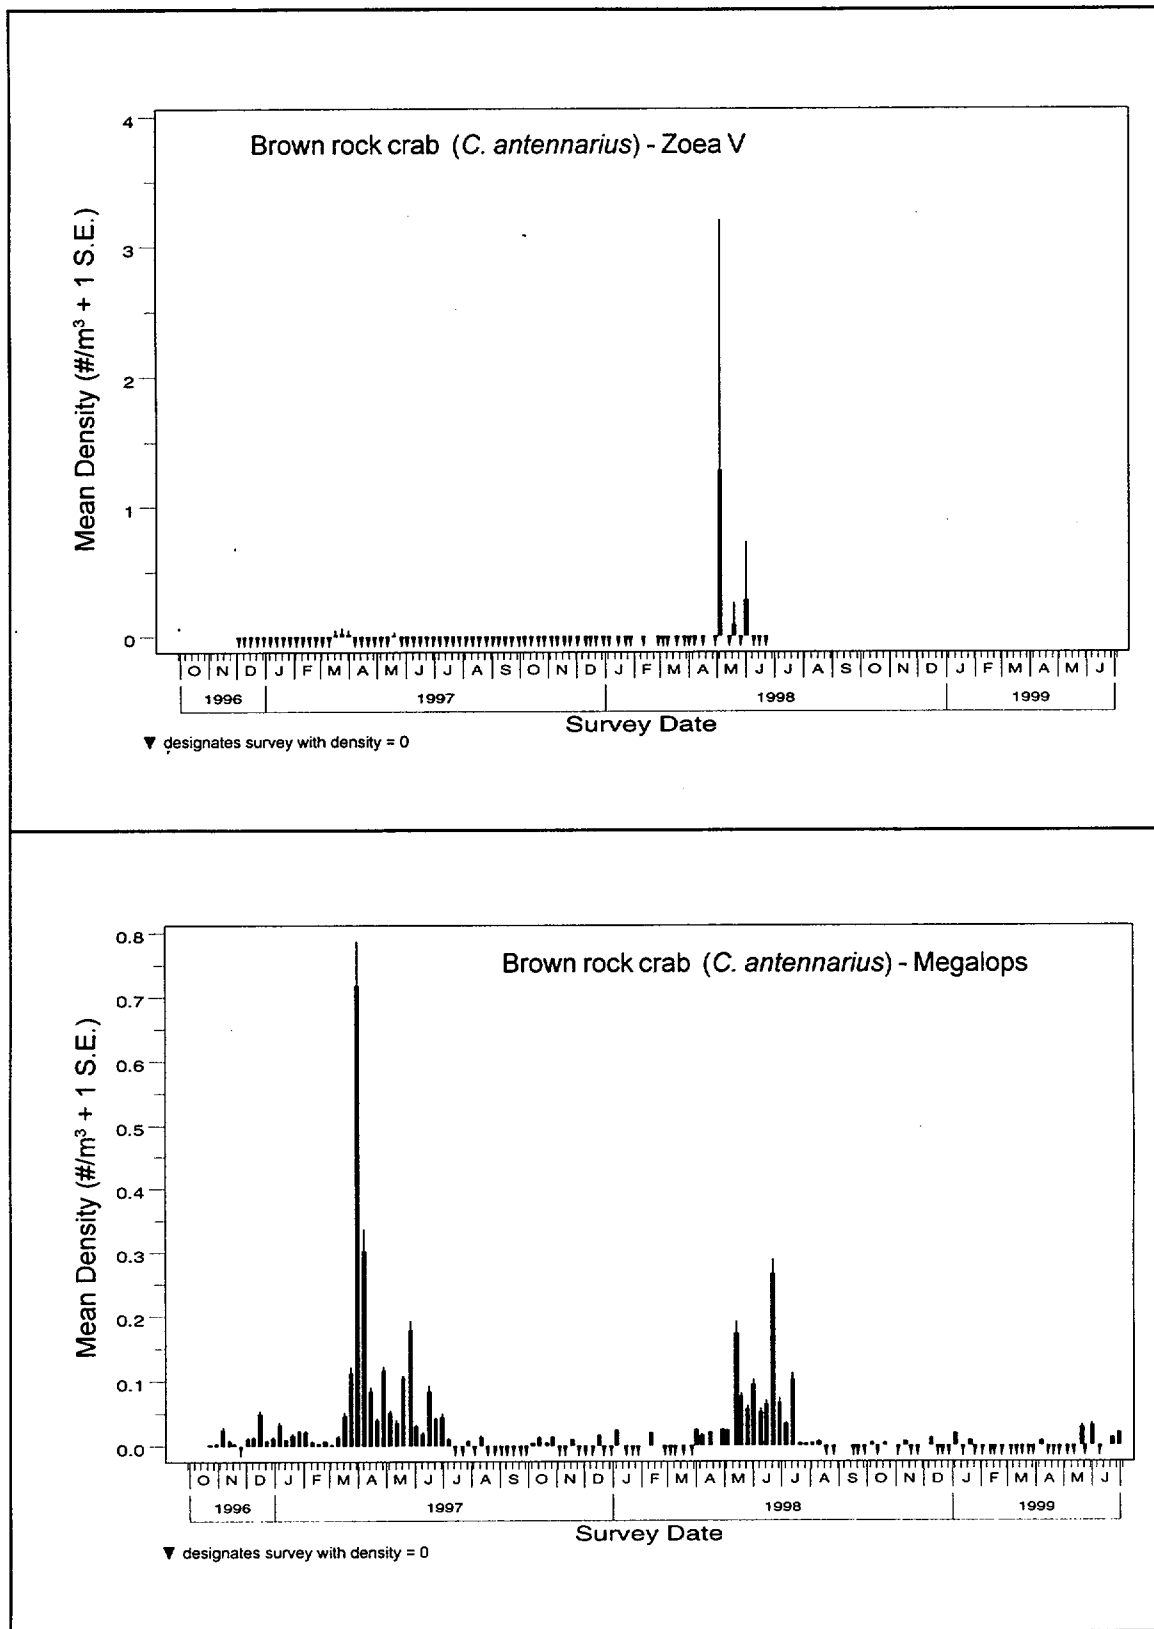 Brown rock crab (C. antennarius) - Zoea V
Mean Density (#/m³ + 1 S.E.)
4
3
2
1
0
O N D J F M A M J J A S O N D J F M A M J J A S O N D J F M A M J
1996 1997 1998 1999
Survey Date
▼ designates survey with density = 0
Brown rock crab (C. antennarius) - Megalops
Mean Density (#/m³ + 1 S.E.)
0.8
0.7
0.6
0.5
0.4
0.3
0.2
0.1
0.0
O N D J F M A M J J A S O N D J F M A M J J A S O N D J F M A M J
1996 1997 1998 1999
Survey Date
▼ designates survey with density = 0